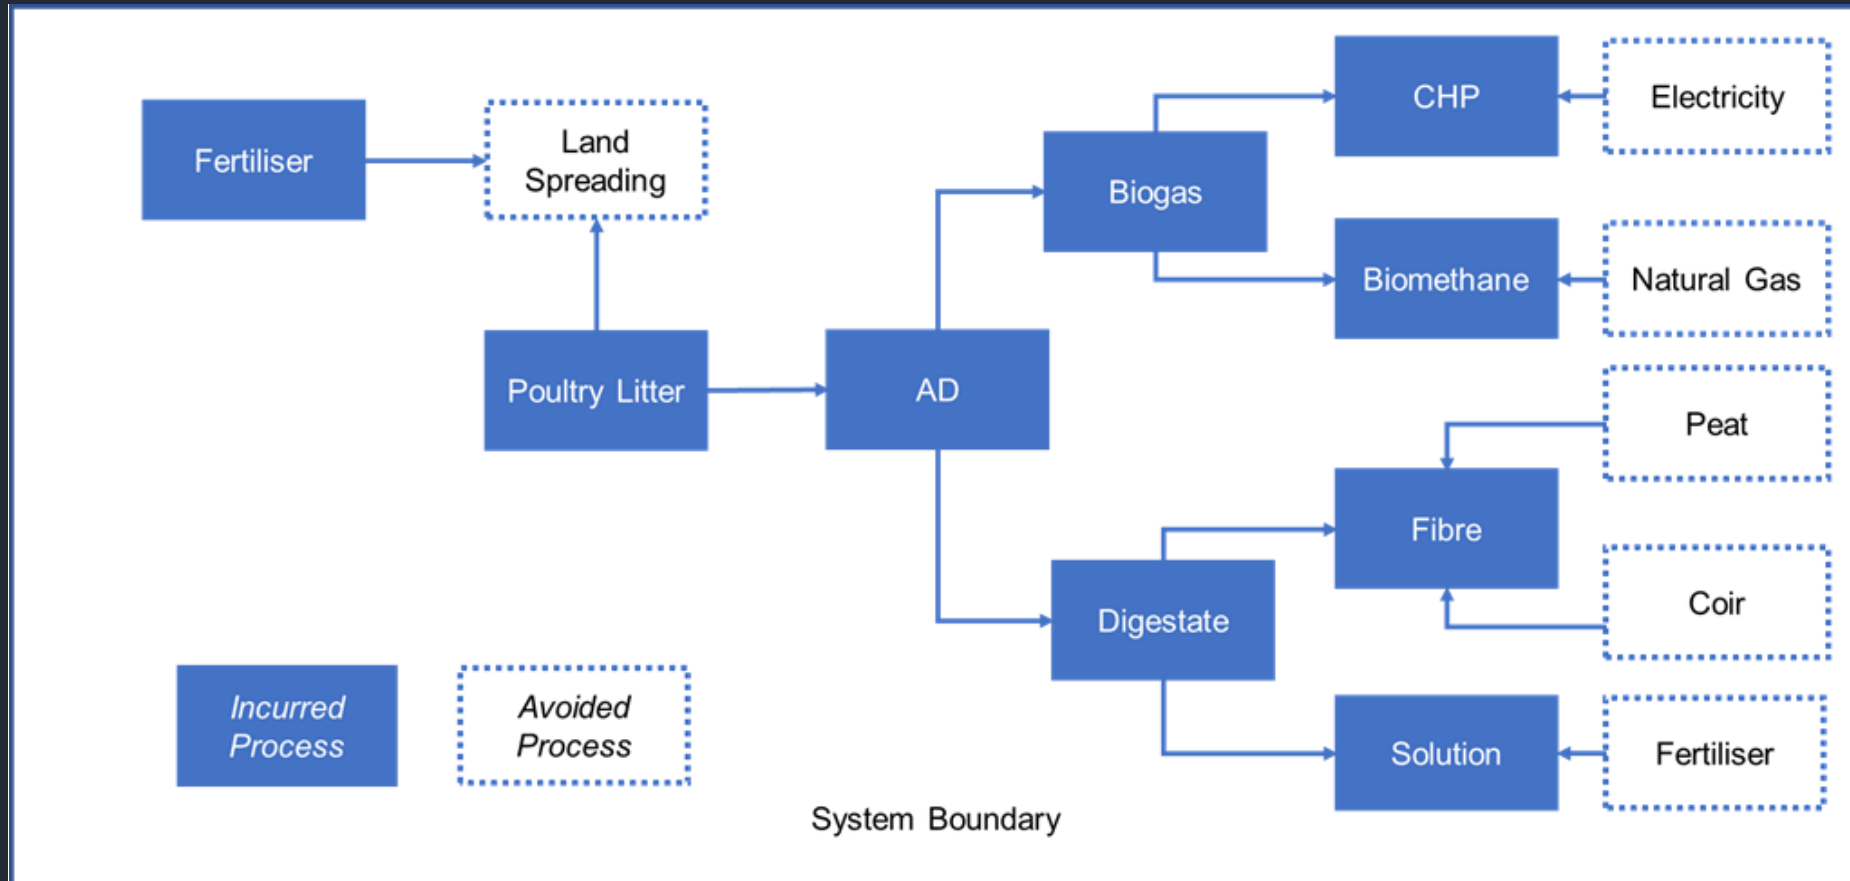 Fertiliser
Land
Spreading
Poultry Litter
AD
Biogas
Digestate
CHP
Biomethane
Fibre
Solution
Electricity
Natural Gas
Peat
Coir
Fertiliser
Incurred
Process
Avoided
Process
System Boundary